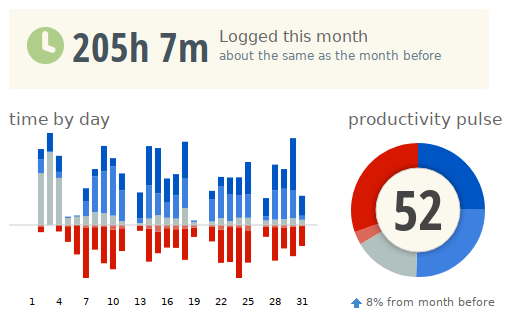 205h 7m
Logged this month
about the same as the month before
time by day
productivity pulse
52
1 4 7 10 13 16 19 22 25 28 31
8% from month before